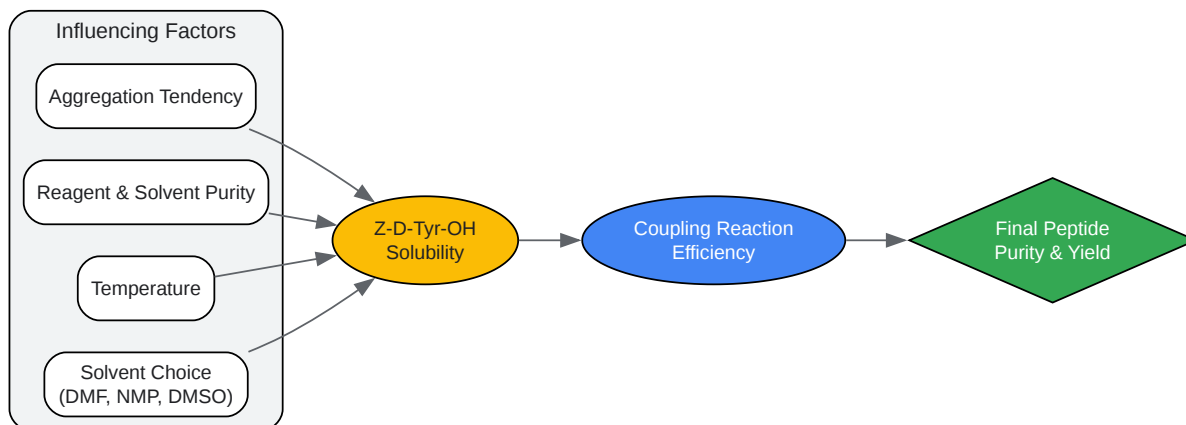 Influencing Factors
Aggregation Tendency
Reagent & Solvent Purity
Temperature
Solvent Choice
(DMF, NMP, DMSO)
Z-D-Tyr-OH
Solubility
Coupling Reaction
Efficiency
Final Peptide
Purity & Yield